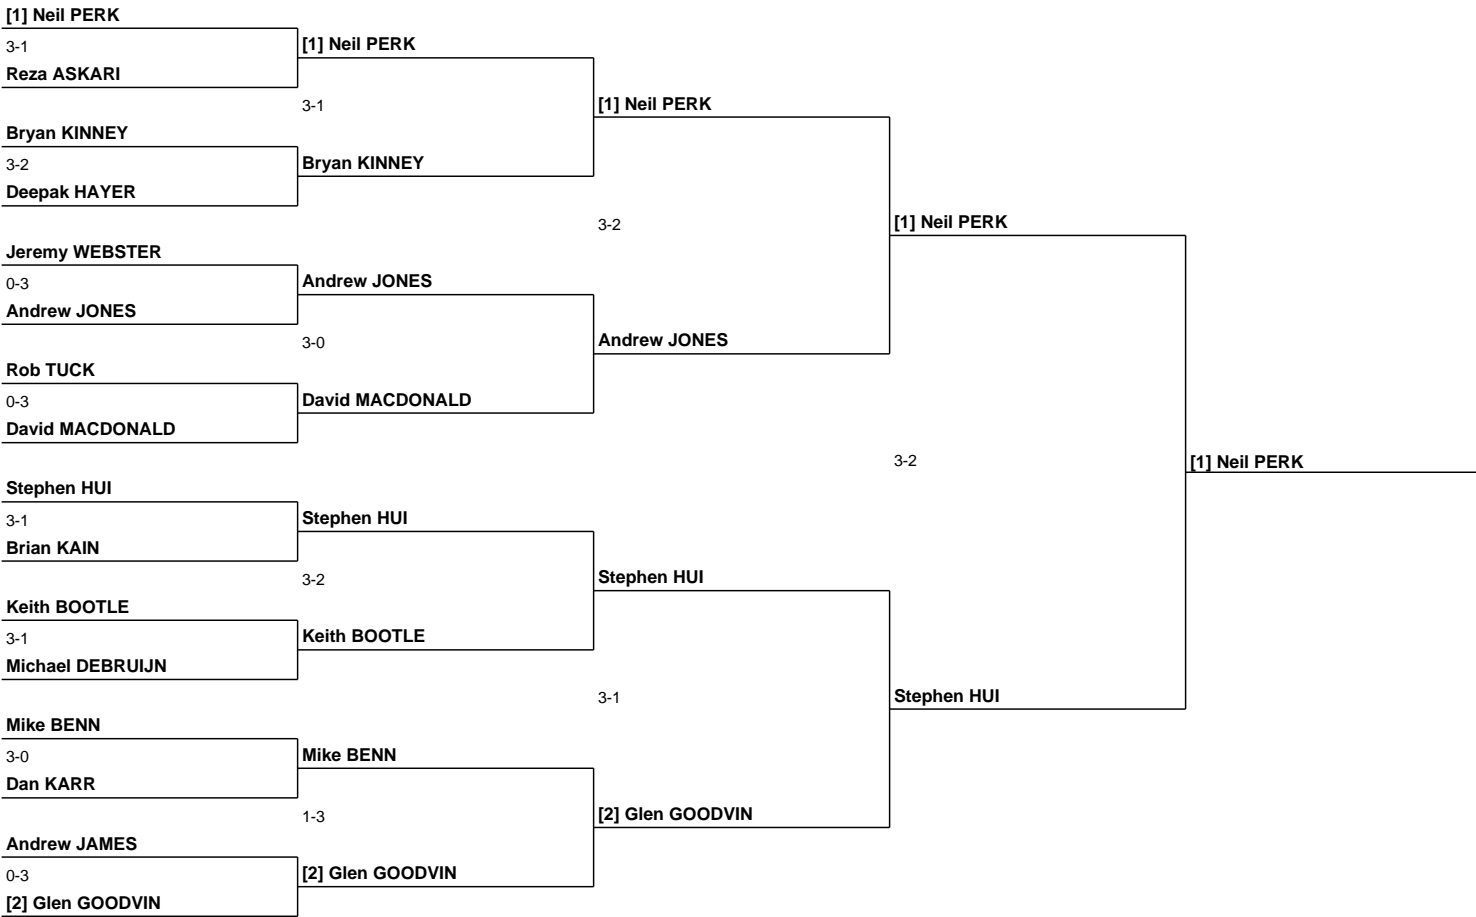 [1] Neil PERK
3-1
Reza ASKARI
Bryan KINNEY
3-2
Deepak HAYER
Jeremy WEBSTER
0-3
Andrew JONES
Rob TUCK
0-3
David MACDONALD
Stephen HUI
3-1
Brian KAIN
Keith BOOTLE
3-1
Michael DEBRUIJN
Mike BENN
3-0
Dan KARR
Andrew JAMES
0-3
[2] Glen GOODVIN
[1] Neil PERK
3-1
Bryan KINNEY
Andrew JONES
3-0
David MACDONALD
Stephen HUI
3-2
Keith BOOTLE
Mike BENN
1-3
[2] Glen GOODVIN
[1] Neil PERK
3-2
Andrew JONES
Stephen HUI
3-1
[2] Glen GOODVIN
[1] Neil PERK
3-2
Stephen HUI
[1] Neil PERK